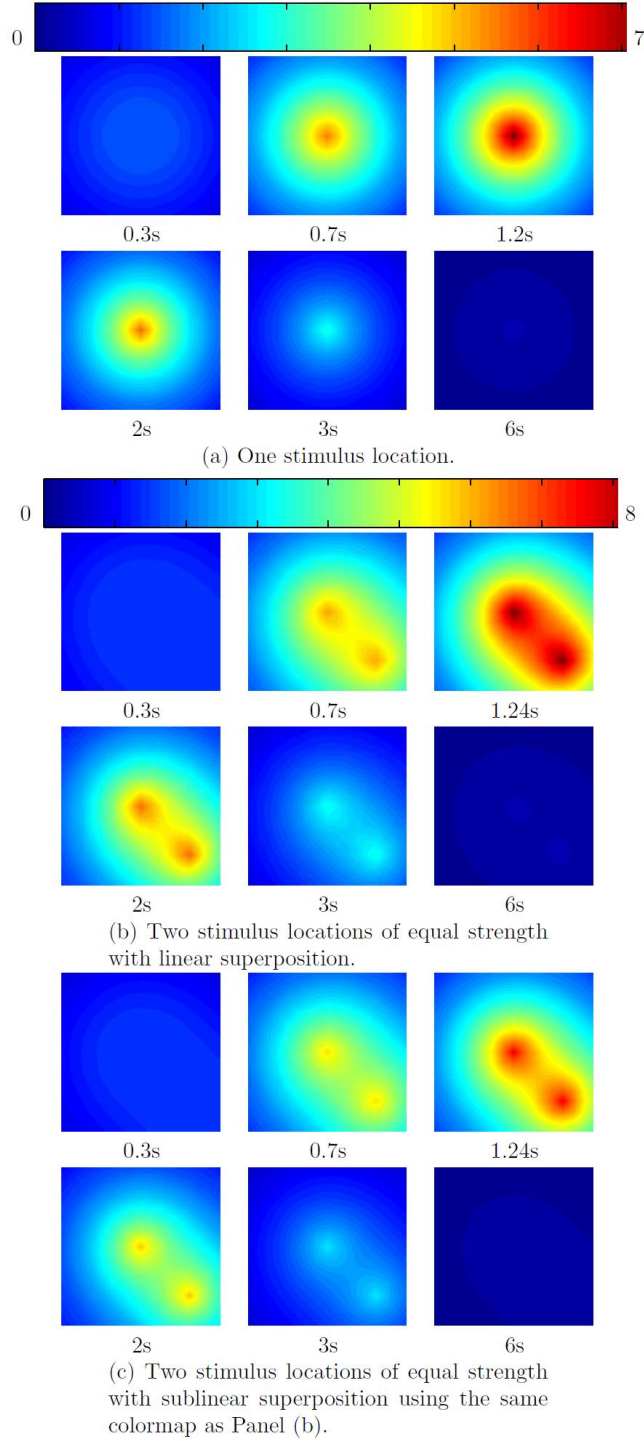 0 7
0.3s 0.7s 1.2s
2s 3s 6s
(a) One stimulus location.
0 8
0.3s 0.7s 1.24s
2s 3s 6s
(b) Two stimulus locations of equal strength
with linear superposition.
0.3s 0.7s 1.24s
2s 3s 6s
(c) Two stimulus locations of equal strength
with sublinear superposition using the same
colormap as Panel (b).